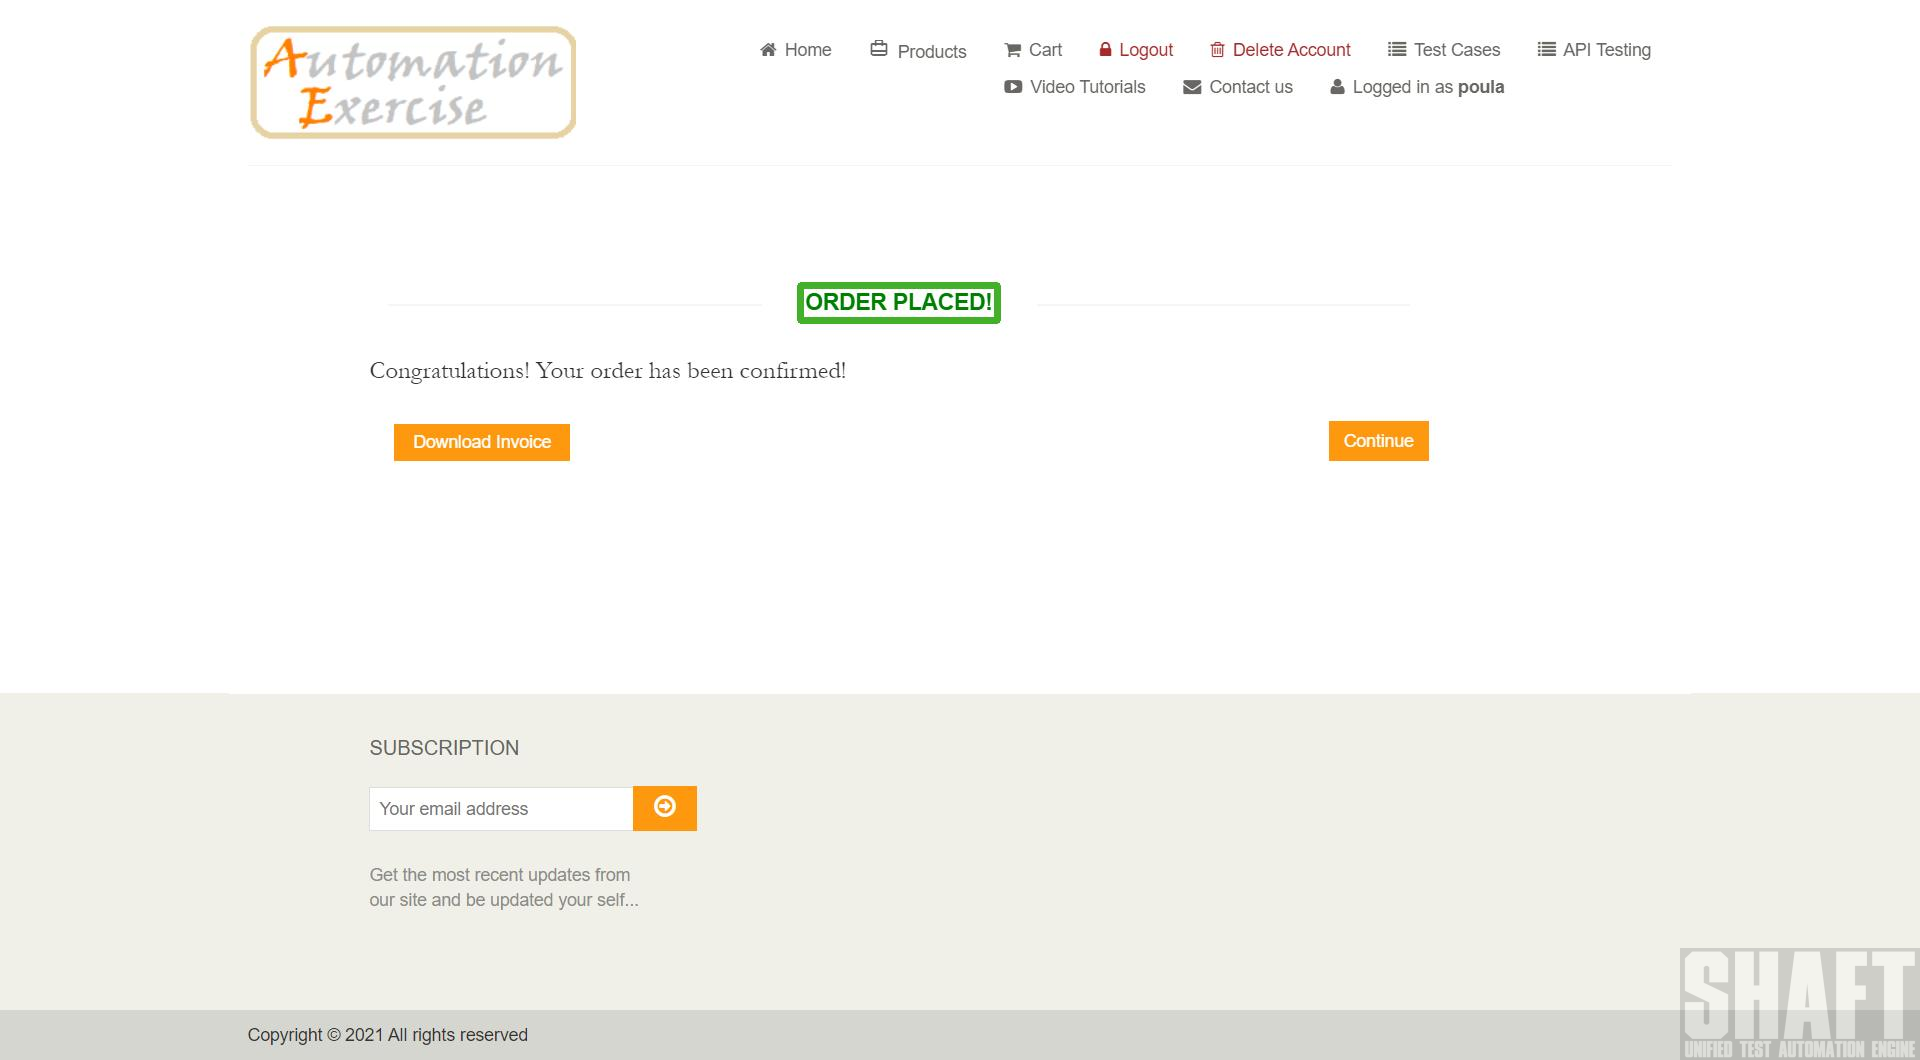 Automation
Exercise
Home
Products
Cart
Logout
Delete Account
Test Cases
API Testing
Video Tutorials
Contact us
Logged in as poula
ORDER PLACED!
Congratulations! Your order has been confirmed!
Download Invoice
Continue
SUBSCRIPTION
Your email address
Get the most recent updates from
our site and be updated your self...
Copyright © 2021 All rights reserved
SHAFT
UNIFIED TEST AUTOMATION ENGINE